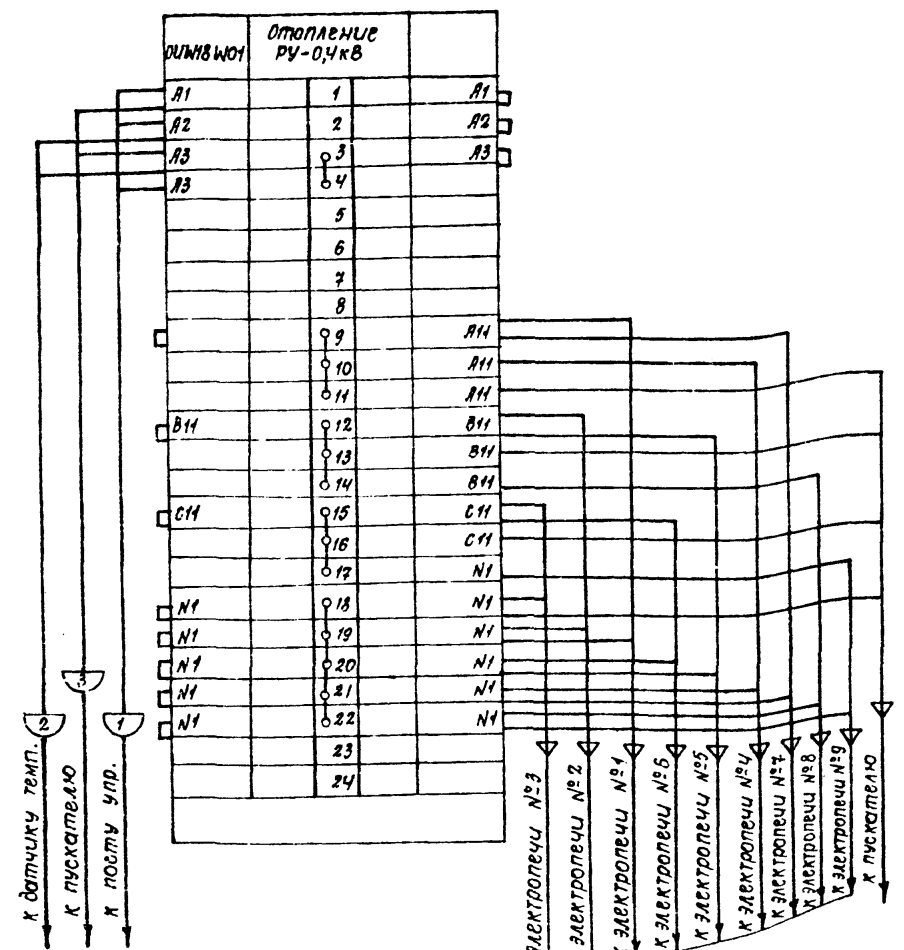 ОТОПЛЕНИЕ
РУ-0,4кВ
А1 1 А1
А2 2 А2
А3 3 А3
А3 4
5
6
7
8
9 А11
10 А11
11 А11
В11 12 В11
13 В11
14 В11
С11 15 С11
16 С11
17 N1
N1 18 N1
N1 19 N1
N1 20 N1
N1 21 N1
N1 22 N1
23
24
2
3
1
к датчику темп.
к пускателю
к посту упр.
электропечи №3
электропечи №2
к электропечи №1
к электропечи №6
к электропечи №5
к электропечи №4
к электропечи №7
к электропечи №8
к электропечи №9
к пускателю